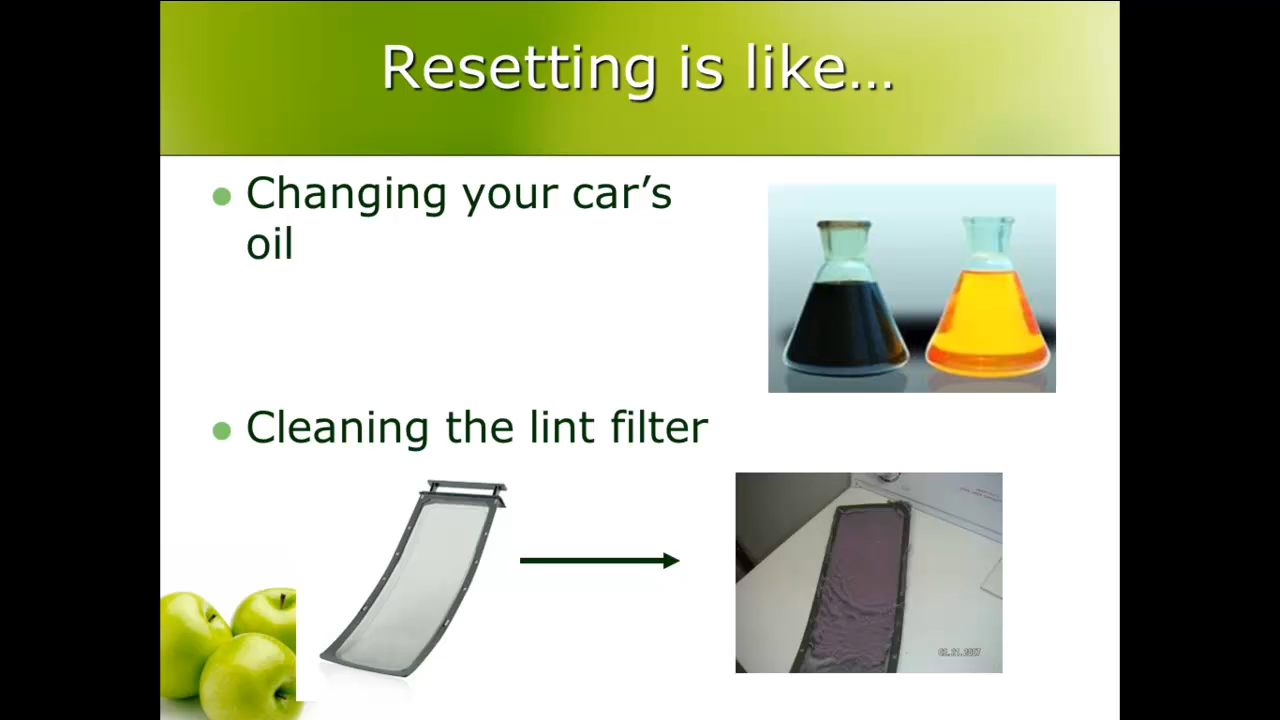 Resetting is like…
Changing your car’s
oil
Cleaning the lint filter